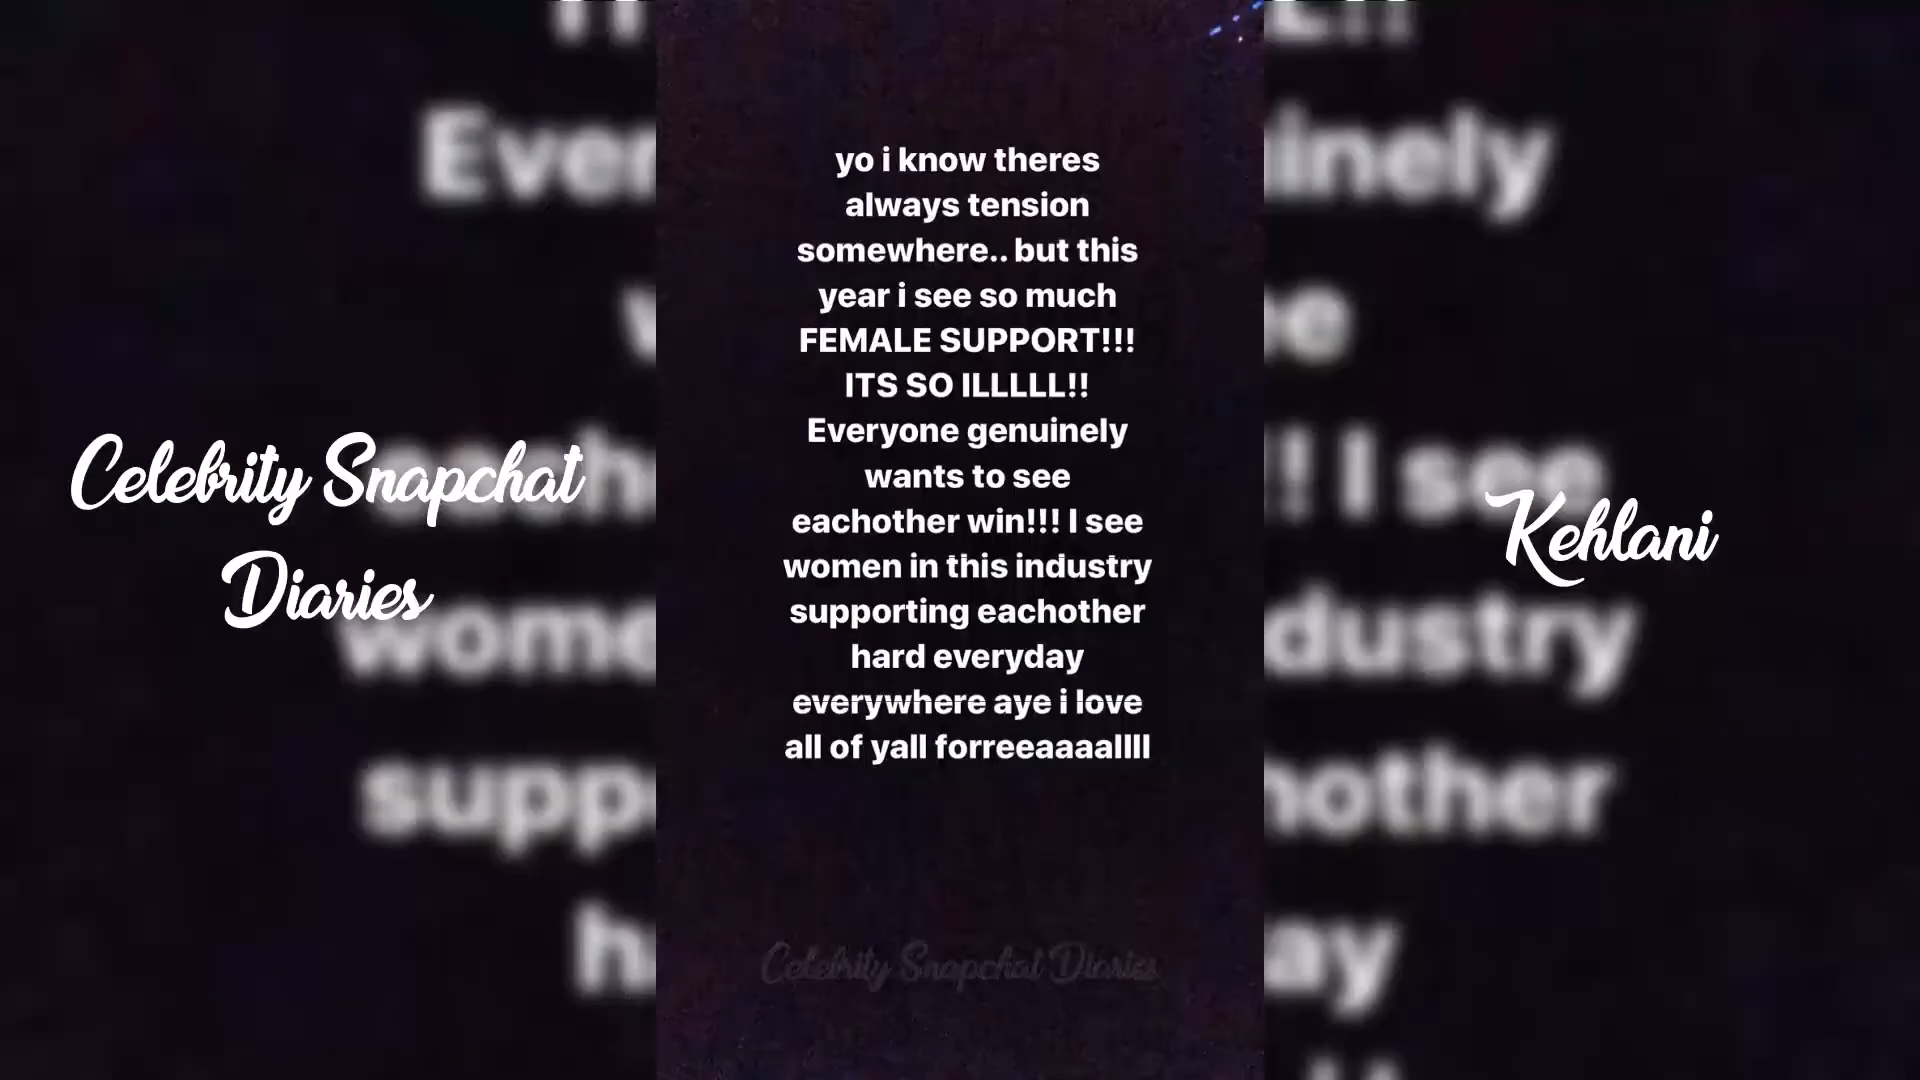 Celebrity Snapchat
Diaries
yo i know theres
always tension
somewhere.. but this
year i see so much
FEMALE SUPPORT!!!
ITS SO ILLLLL!!
Everyone genuinely
wants to see
eachother win!!! I see
women in this industry
supporting eachother
hard everyday
everywhere aye i love
all of yall forreeaaaallll
Celebrity Snapchat Diaries
Kehlani